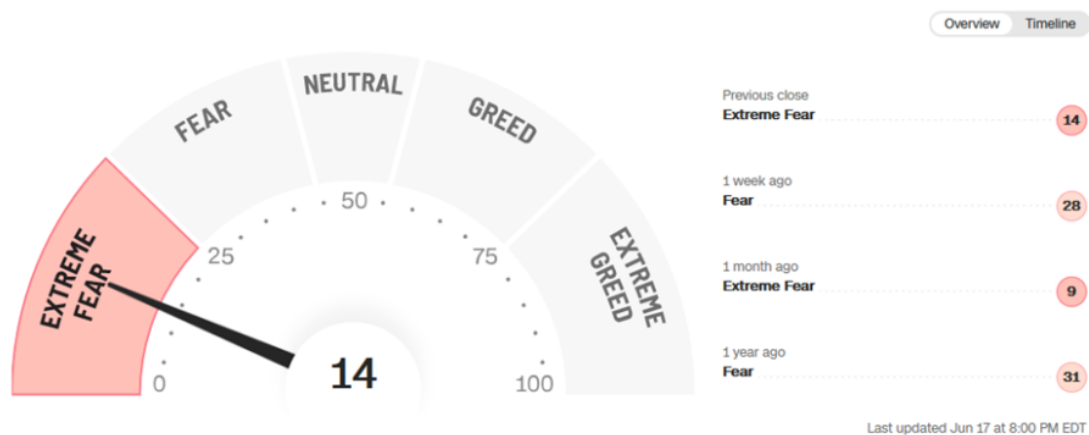 Overview Timeline
NEUTRAL
FEAR
GREED
EXTREME
FEAR
EXTREME
GREED
50
25
75
0
100
14
Previous close
Extreme Fear 14
1 week ago
Fear 28
1 month ago
Extreme Fear 9
1 year ago
Fear 31
Last updated Jun 17 at 8:00 PM EDT